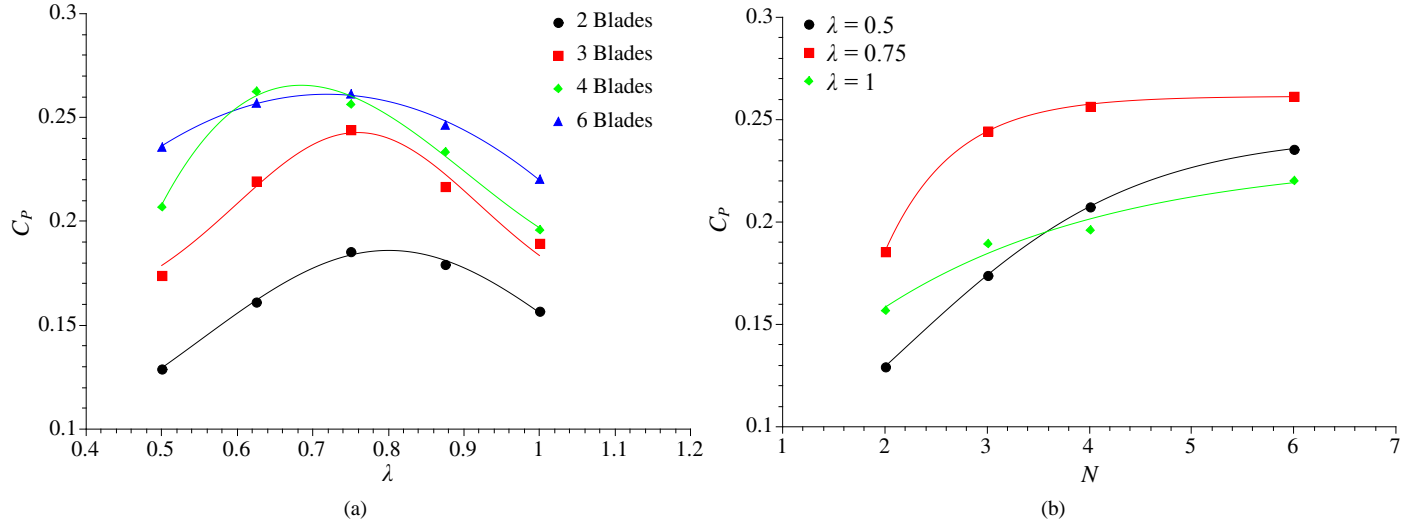 0.3
0.25
0.2
0.15
0.1
C_P
0.4 0.5 0.6 0.7 0.8 0.9 1 1.1 1.2
λ
2 Blades
3 Blades
4 Blades
6 Blades
(a)
0.3
0.25
0.2
0.15
0.1
C_P
1 2 3 4 5 6 7
N
λ = 0.5
λ = 0.75
λ = 1
(b)